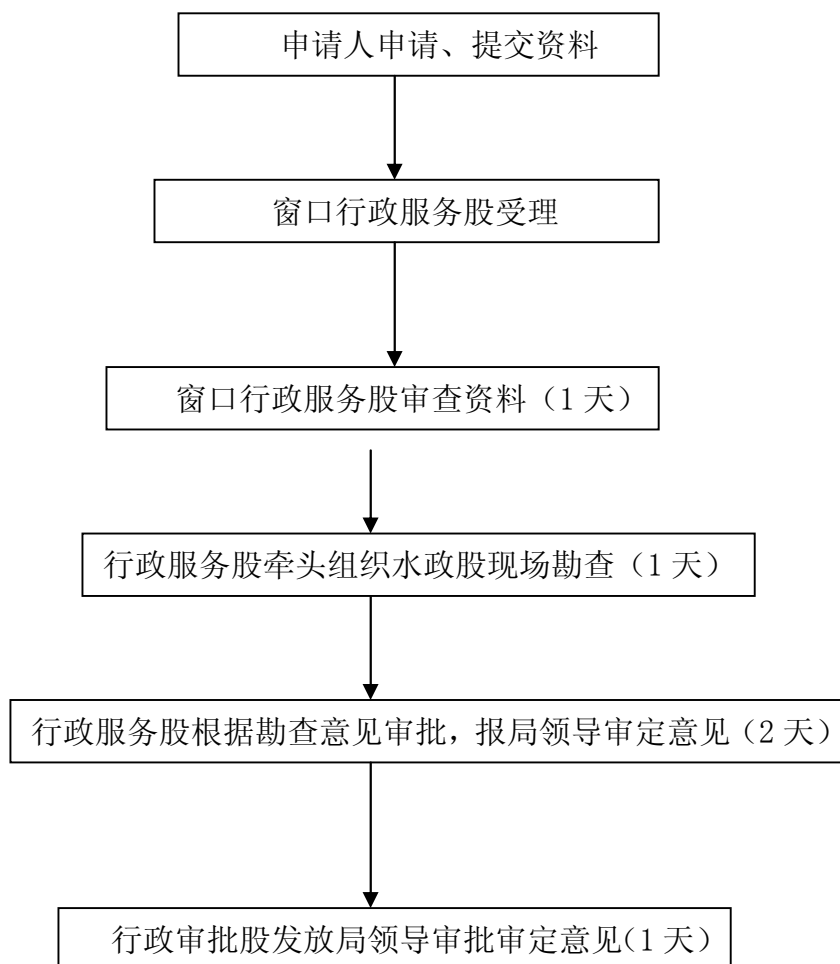 申请人申请、提交资料
窗口行政服务股受理
窗口行政服务股审查资料（1 天）
行政服务股牵头组织水政股现场勘查（1 天）
行政服务股根据勘查意见审批，报局领导审定意见（2 天）
行政审批股发放局领导审批审定意见(1 天）